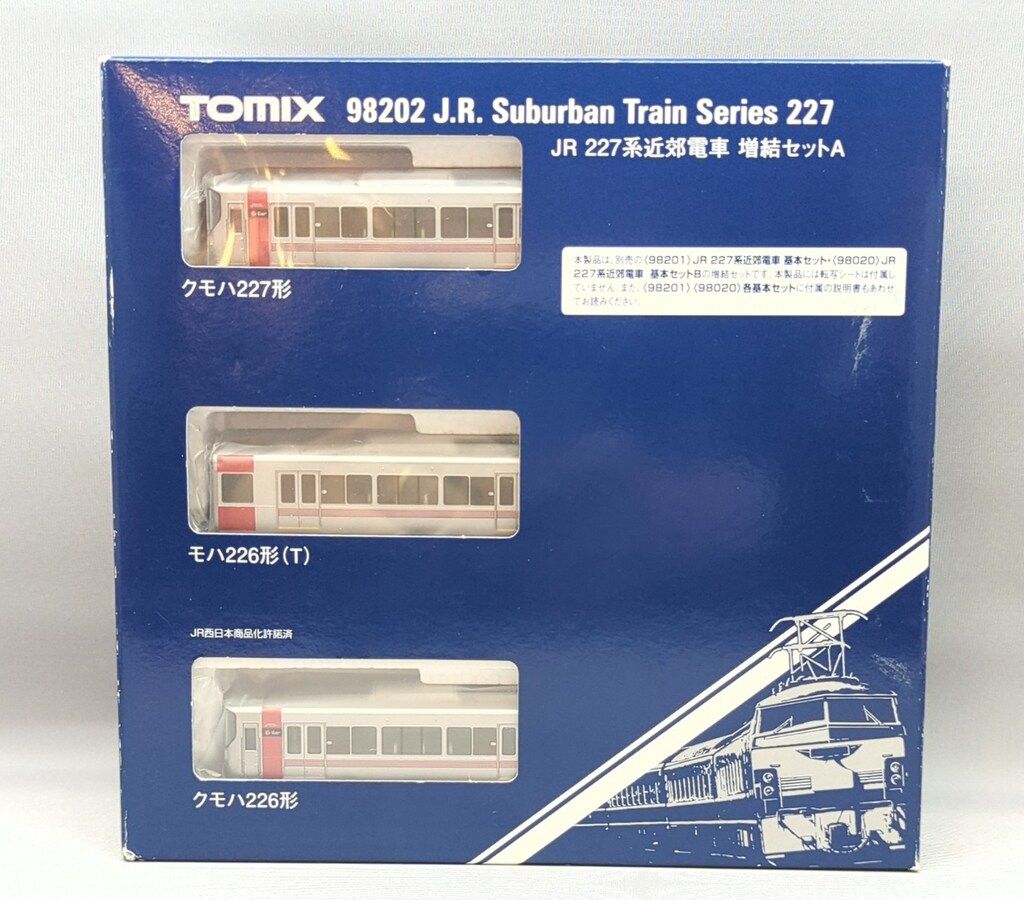 TOMIX 98202 J.R. Suburban Train Series 227
JR 227系近郊電車 増結セットA
本製品は、別売の〈98201〉JR 227系近郊電車 基本セット・〈98020〉JR
227系近郊電車 基本セットBの増結セットです。本製品には転写シートは付属し
ていません。また、〈98201〉〈98020〉各基本セットに付属の説明書もあわせ
てお読みください。
クモハ227形
モハ226形(T)
JR西日本商品化許諾済
クモハ226形